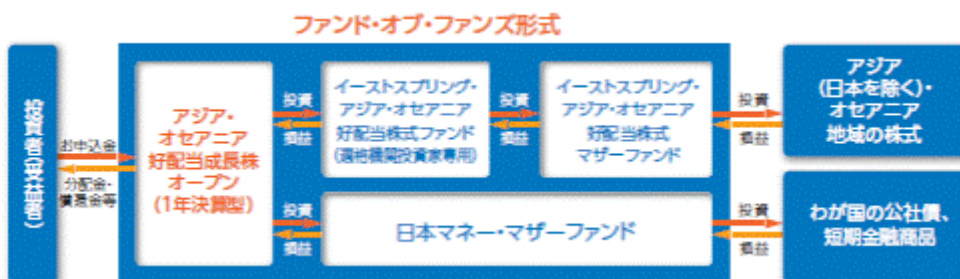 ファンド・オブ・ファンズ形式
投資者(受益者)
お申込金
分配金・
償還金等
アジア・
オセアニア
好配当成長株
オープン
(1年決算型)
投資
損益
イーストスプリング・
アジア・オセアニア
好配当株式ファンド
(適格機関投資家専用)
投資
損益
イーストスプリング・
アジア・オセアニア
好配当株式
マザーファンド
投資
損益
アジア
(日本を除く)・
オセアニア
地域の株式
投資
損益
日本マネー・マザーファンド
投資
損益
わが国の公社債、
短期金融商品